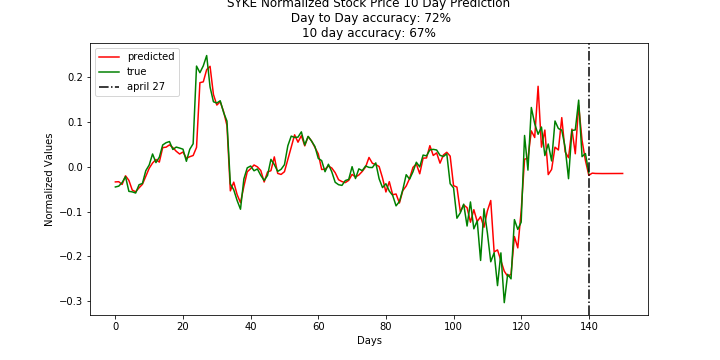 SYKE Normalized Stock Price 10 Day Prediction
Day to Day accuracy: 72%
10 day accuracy: 67%
predicted
true
april 27
Normalized Values
0.2
0.1
0.0
−0.1
−0.2
−0.3
0 20 40 60 80 100 120 140
Days